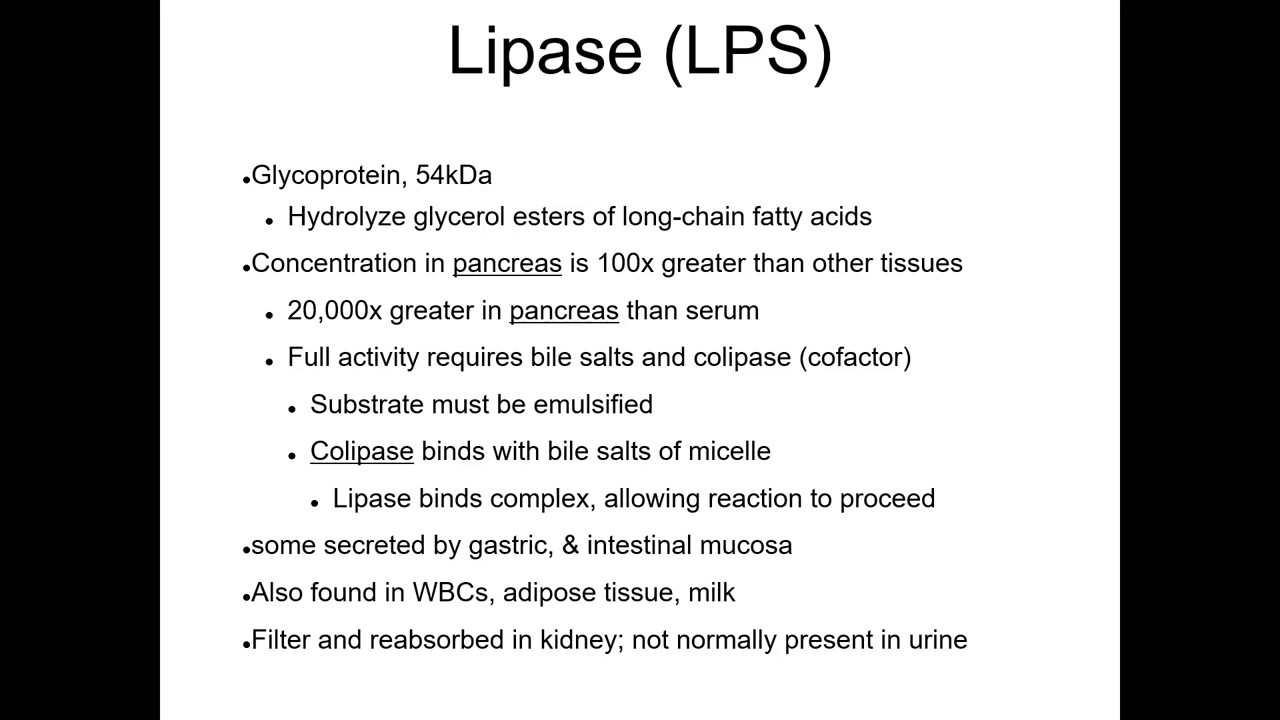 Lipase (LPS)
•Glycoprotein, 54kDa
• Hydrolyze glycerol esters of long-chain fatty acids
•Concentration in pancreas is 100x greater than other tissues
• 20,000x greater in pancreas than serum
• Full activity requires bile salts and colipase (cofactor)
• Substrate must be emulsified
• Colipase binds with bile salts of micelle
• Lipase binds complex, allowing reaction to proceed
•some secreted by gastric, & intestinal mucosa
•Also found in WBCs, adipose tissue, milk
•Filter and reabsorbed in kidney; not normally present in urine